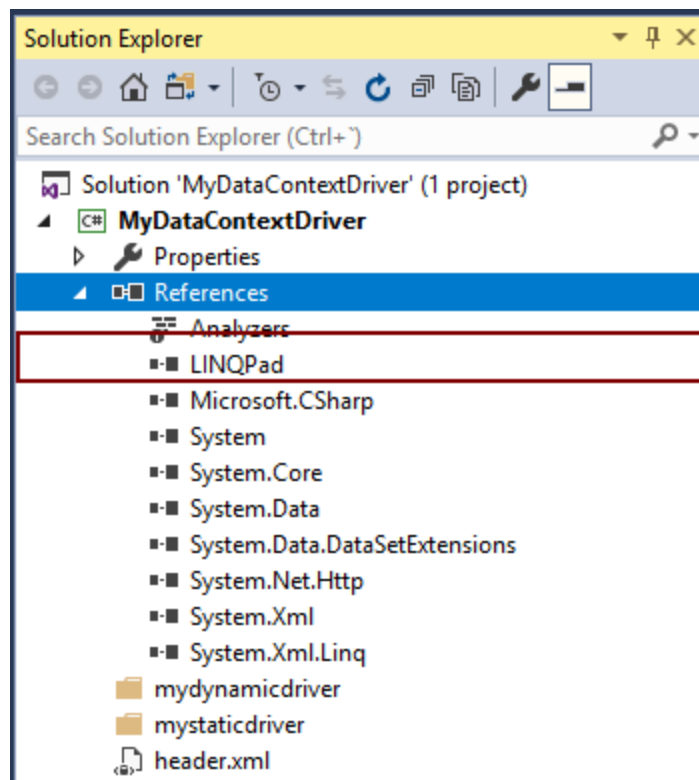 Solution Explorer
Search Solution Explorer (Ctrl+`)
Solution 'MyDataContextDriver' (1 project)
C# MyDataContextDriver
Properties
References
Analyzers
LINQPad
Microsoft.CSharp
System
System.Core
System.Data
System.Data.DataSetExtensions
System.Net.Http
System.Xml
System.Xml.Linq
mydynamicdriver
mystaticdriver
header.xml